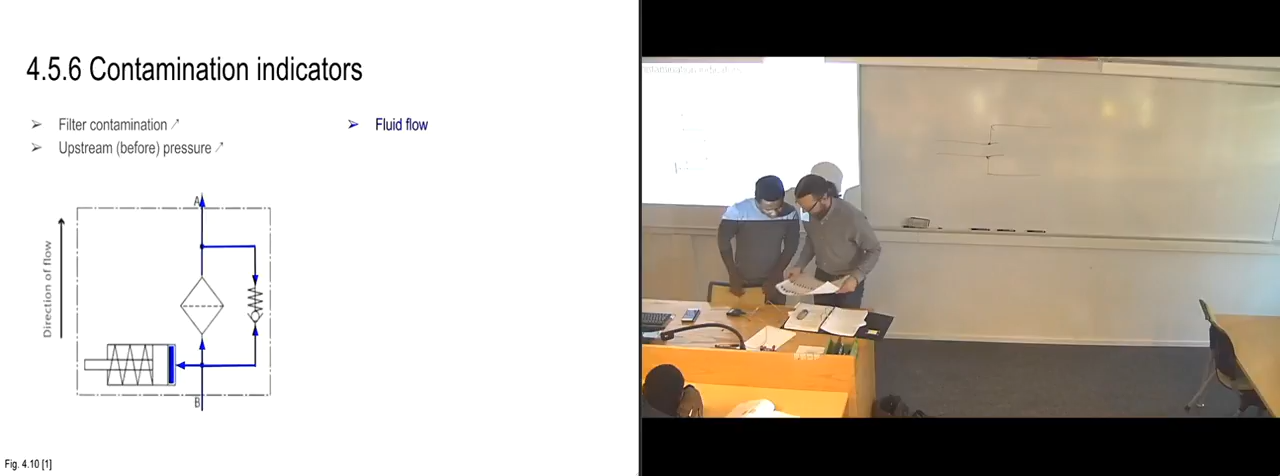 4.5.6 Contamination indicators
➢ Filter contamination ↗
➢ Upstream (before) pressure ↗
➢ Fluid flow
A
Direction of flow
B
Fig. 4.10 [1]